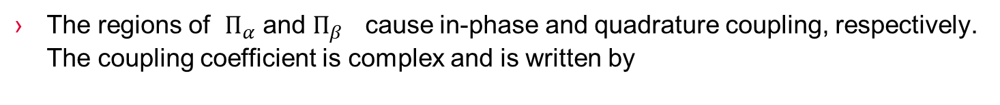 › The regions of Π_α and Π_β cause in-phase and quadrature coupling, respectively.
The coupling coefficient is complex and is written by